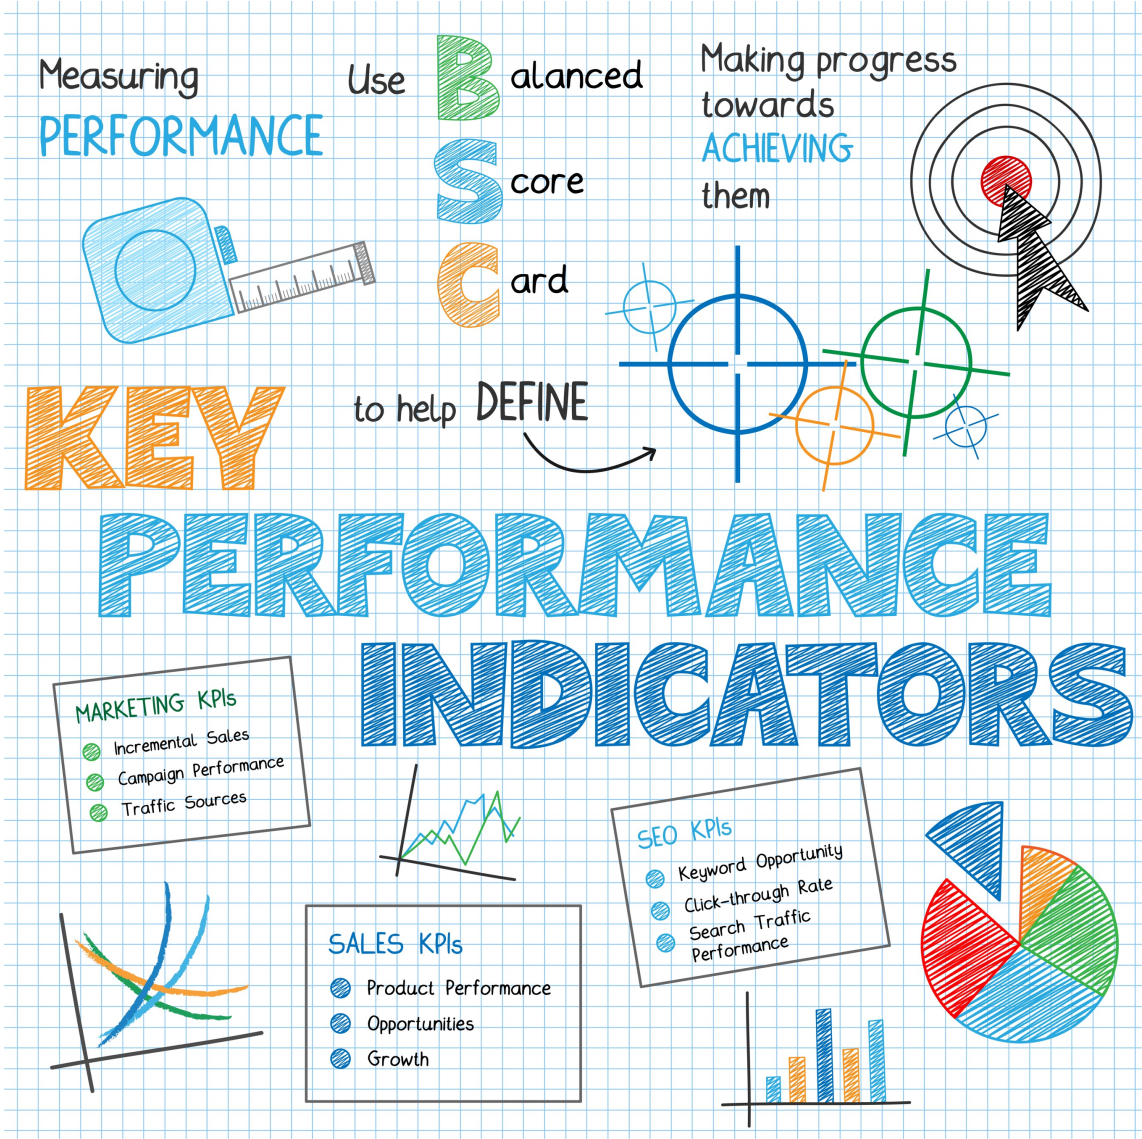 Measuring
PERFORMANCE
Use Balanced
Score
Card
to help DEFINE
Making progress
towards
ACHIEVING
them
KEY
PERFORMANCE
INDICATORS
MARKETING KPIs
Incremental Sales
Campaign Performance
Traffic Sources
SALES KPIs
Product Performance
Opportunities
Growth
SEO KPIs
Keyword Opportunity
Click-through Rate
Search Traffic
Performance